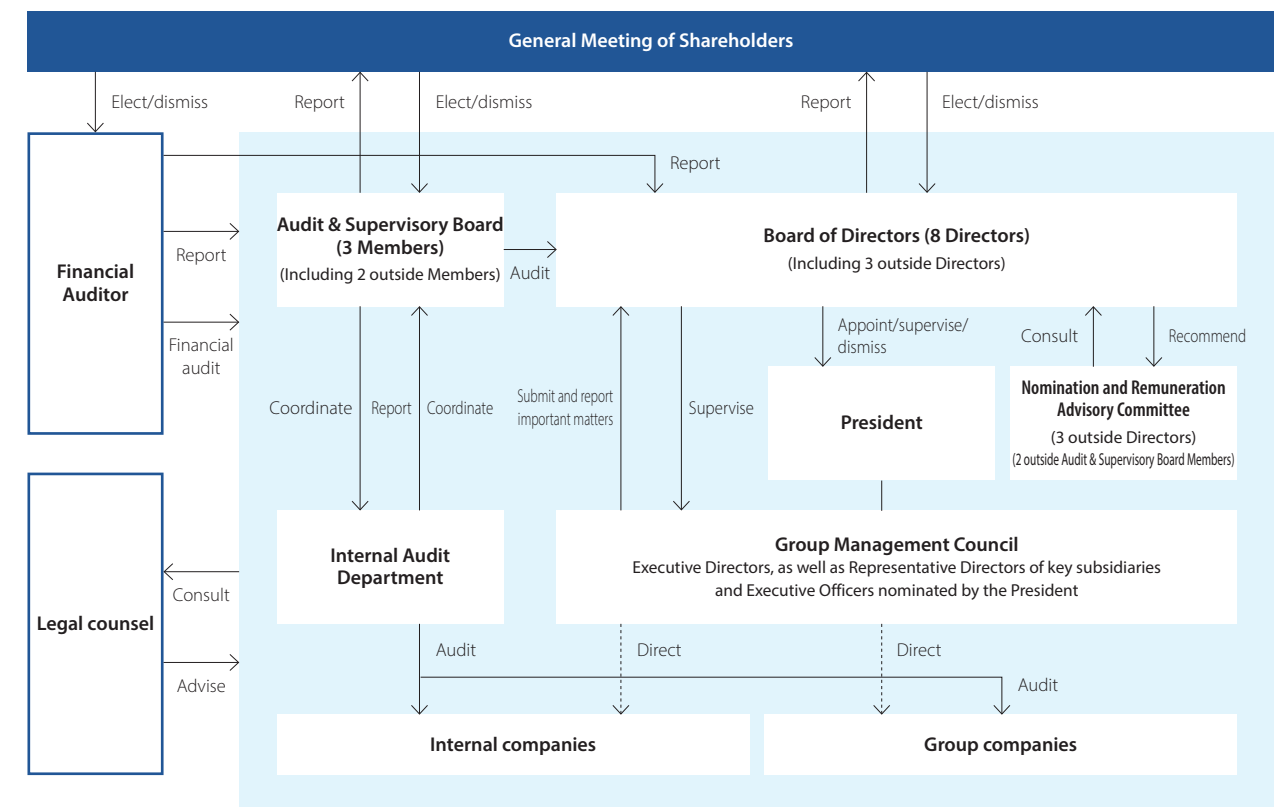 General Meeting of Shareholders
Elect/dismiss
Report
Elect/dismiss
Report
Elect/dismiss
Report
Financial
Auditor
Report
Financial
audit
Audit & Supervisory Board
(3 Members)
(Including 2 outside Members)
Audit
Board of Directors (8 Directors)
(Including 3 outside Directors)
Coordinate
Report
Coordinate
Submit and report
important matters
Supervise
Appoint/supervise/
dismiss
Consult
Recommend
President
Nomination and Remuneration
Advisory Committee
(3 outside Directors)
(2 outside Audit & Supervisory Board Members)
Legal counsel
Consult
Advise
Internal Audit
Department
Group Management Council
Executive Directors, as well as Representative Directors of key subsidiaries
and Executive Officers nominated by the President
Audit
Direct
Direct
Audit
Internal companies
Group companies